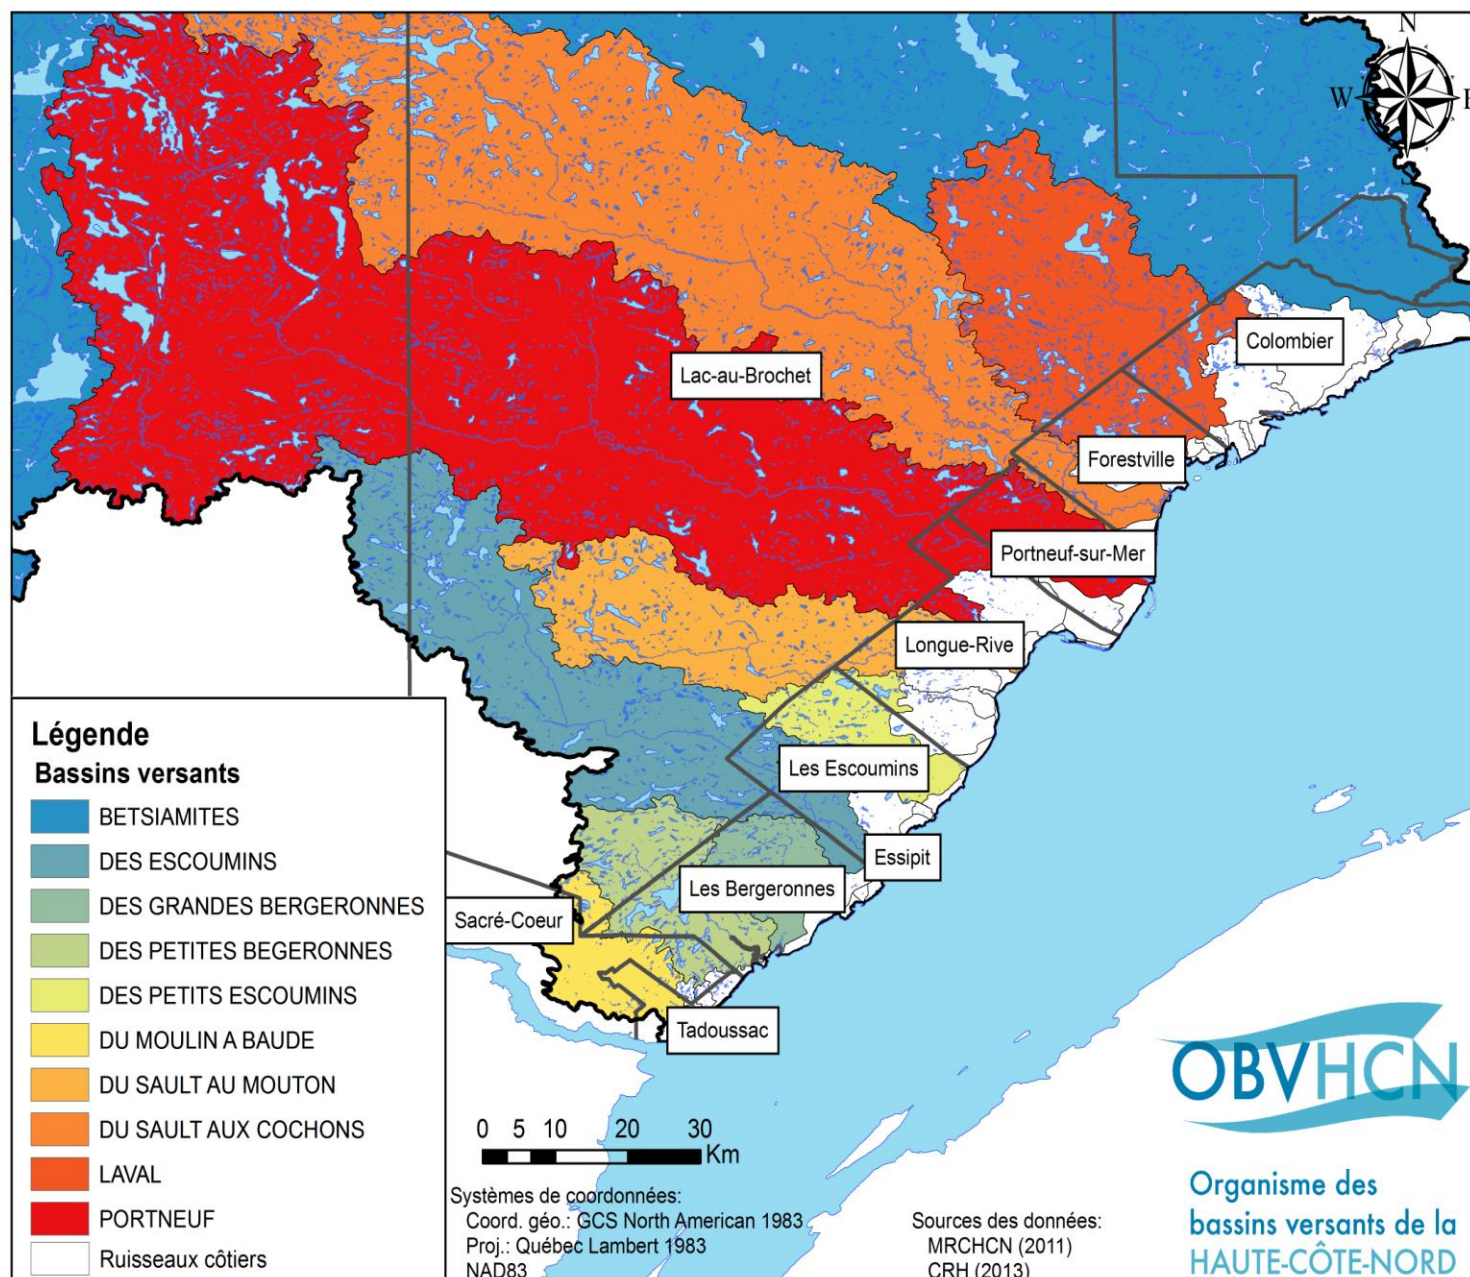 N
W
E
S
Colombier
Lac-au-Brochet
Forestville
Portneuf-sur-Mer
Longue-Rive
Les Escoumins
Essipit
Les Bergeronnes
Sacré-Coeur
Tadoussac
Légende
Bassins versants
BETSIAMITES
DES ESCOUMINS
DES GRANDES BERGERONNES
DES PETITES BÉGERONNES
DES PETITS ESCOUMINS
DU MOULIN A BAUDE
DU SAULT AU MOUTON
DU SAULT AUX COCHONS
LAVAL
PORTNEUF
Ruisseaux côtiers
0 5 10 20 30
Km
Systèmes de coordonnées:
Coord. géo.: GCS North American 1983
Proj.: Québec Lambert 1983
NAD83
Sources des données:
MRCHCN (2011)
CRH (2013)
OBVHCN
Organisme des
bassins versants de la
HAUTE-CÔTE-NORD